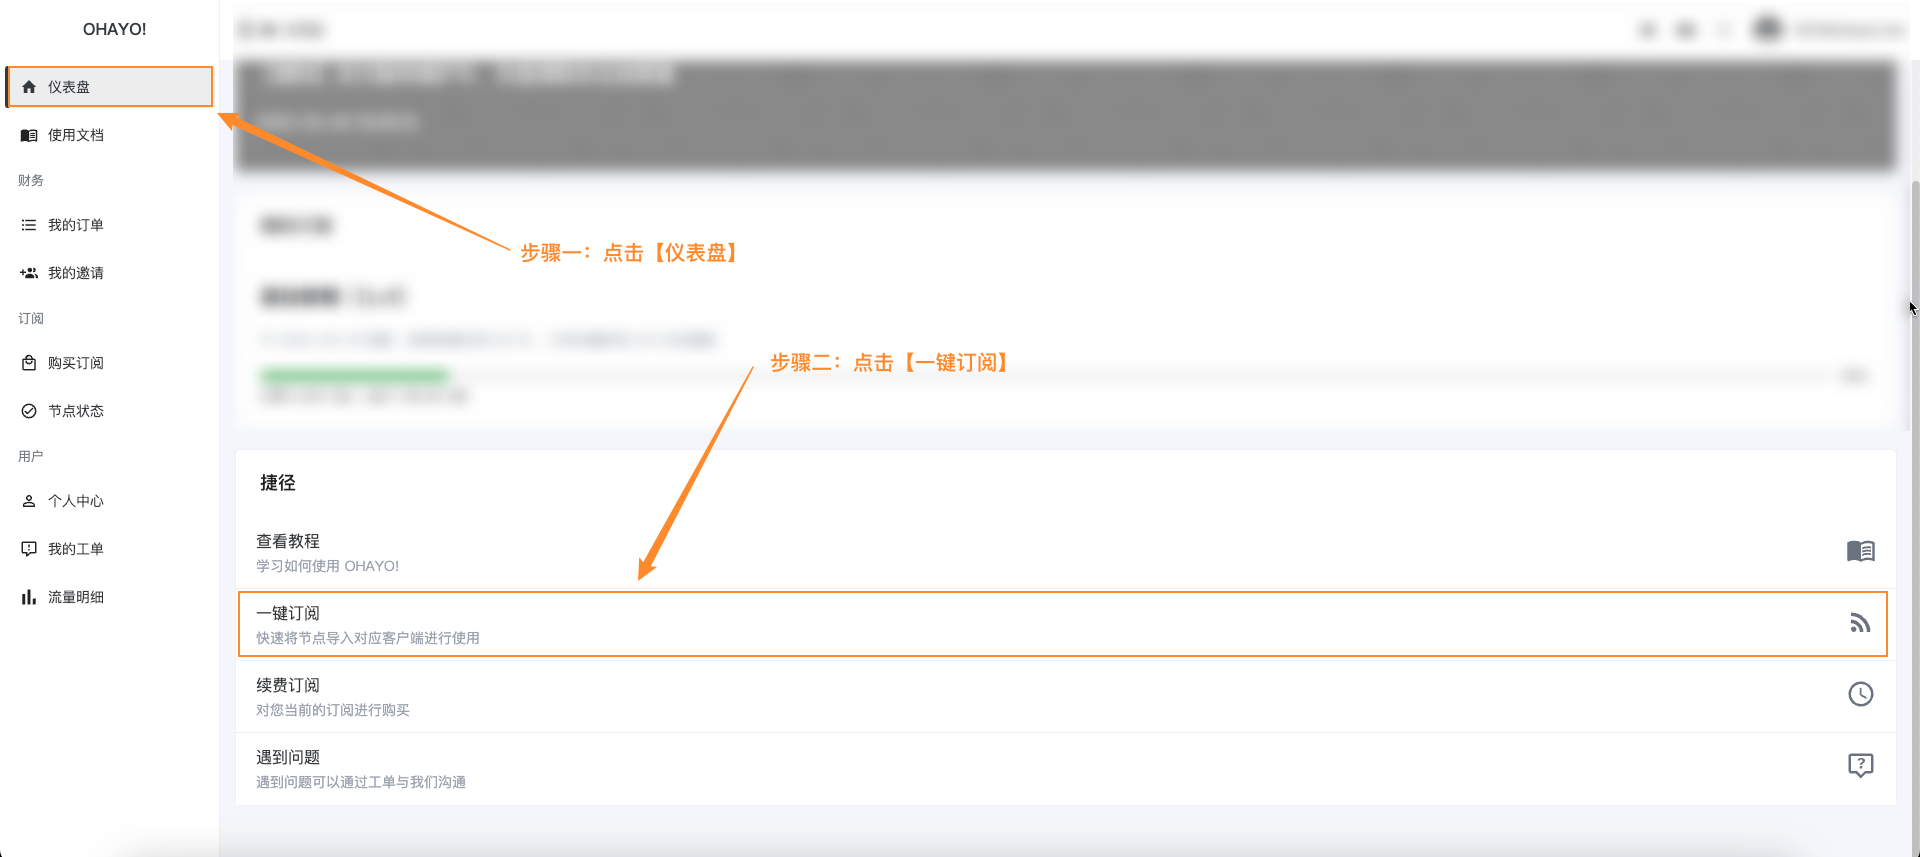 OHAYO!
仪表盘
使用文档
财务
我的订单
我的邀请
订阅
购买订阅
节点状态
用户
个人中心
我的工单
流量明细
步骤一：点击【仪表盘】
步骤二：点击【一键订阅】
捷径
查看教程
学习如何使用 OHAYO!
一键订阅
快速将节点导入对应客户端进行使用
续费订阅
对您当前的订阅进行购买
遇到问题
遇到问题可以通过工单与我们沟通